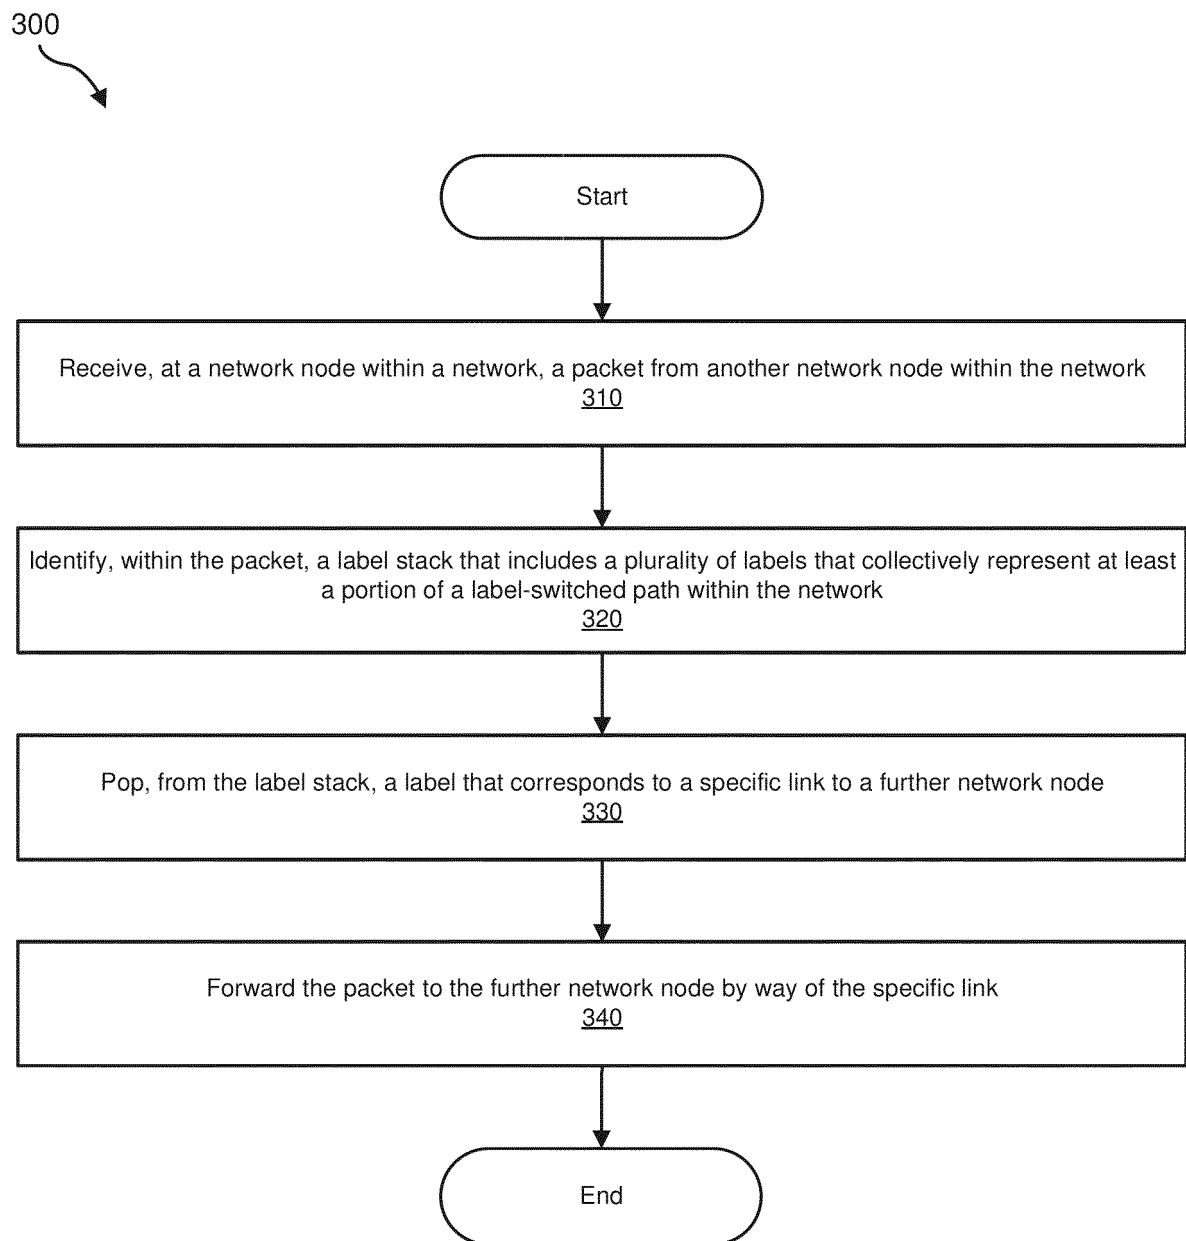 300
Start
Receive, at a network node within a network, a packet from another network node within the network
310
Identify, within the packet, a label stack that includes a plurality of labels that collectively represent at least
a portion of a label-switched path within the network
320
Pop, from the label stack, a label that corresponds to a specific link to a further network node
330
Forward the packet to the further network node by way of the specific link
340
End